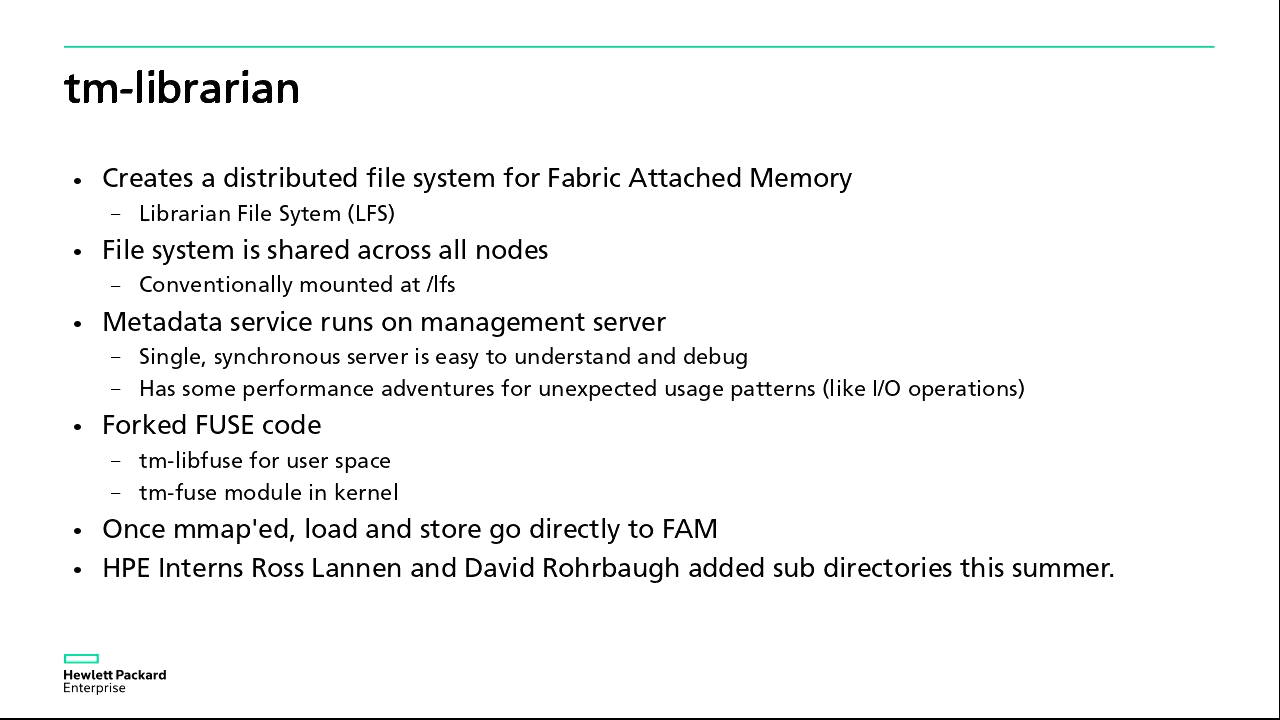 tm-librarian
• Creates a distributed file system for Fabric Attached Memory
– Librarian File Sytem (LFS)
• File system is shared across all nodes
– Conventionally mounted at /lfs
• Metadata service runs on management server
– Single, synchronous server is easy to understand and debug
– Has some performance adventures for unexpected usage patterns (like I/O operations)
• Forked FUSE code
– tm-libfuse for user space
– tm-fuse module in kernel
• Once mmap'ed, load and store go directly to FAM
• HPE Interns Ross Lannen and David Rohrbaugh added sub directories this summer.
Hewlett Packard
Enterprise